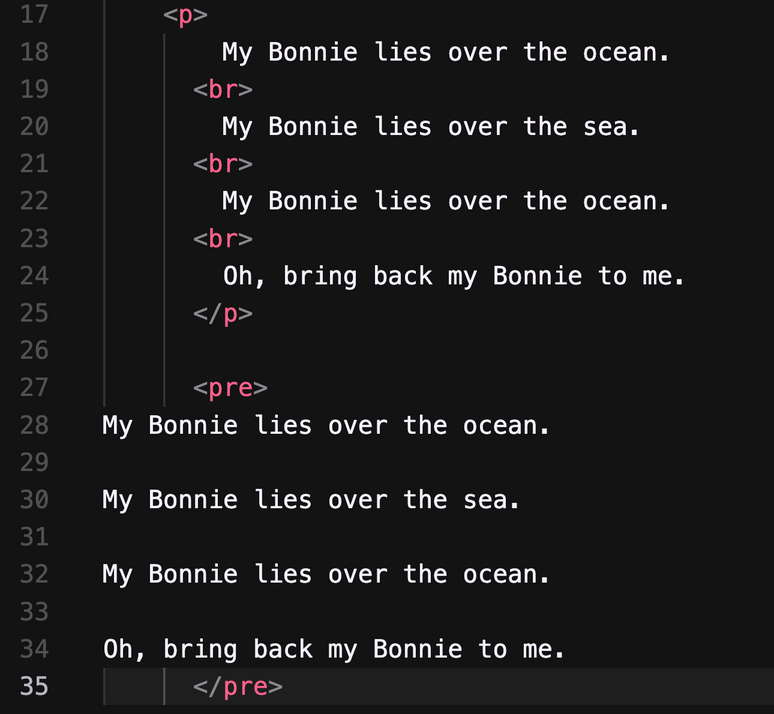 17 <p>
18 My Bonnie lies over the ocean.
19 <br>
20 My Bonnie lies over the sea.
21 <br>
22 My Bonnie lies over the ocean.
23 <br>
24 Oh, bring back my Bonnie to me.
25 </p>
26
27 <pre>
28 My Bonnie lies over the ocean.
29
30 My Bonnie lies over the sea.
31
32 My Bonnie lies over the ocean.
33
34 Oh, bring back my Bonnie to me.
35 </pre>